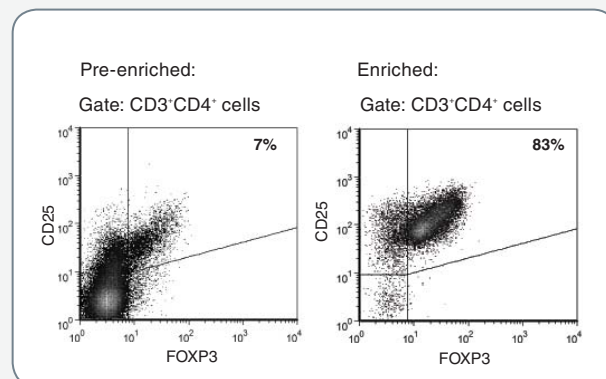 Pre-enriched:
Gate: CD3⁺CD4⁺ cells
7%
10⁴
10³
10²
10¹
10⁰
CD25
10⁰ 10¹ 10² 10³ 10⁴
FOXP3
Enriched:
Gate: CD3⁺CD4⁺ cells
83%
10⁴
10³
10²
10¹
10⁰
CD25
10⁰ 10¹ 10² 10³ 10⁴
FOXP3